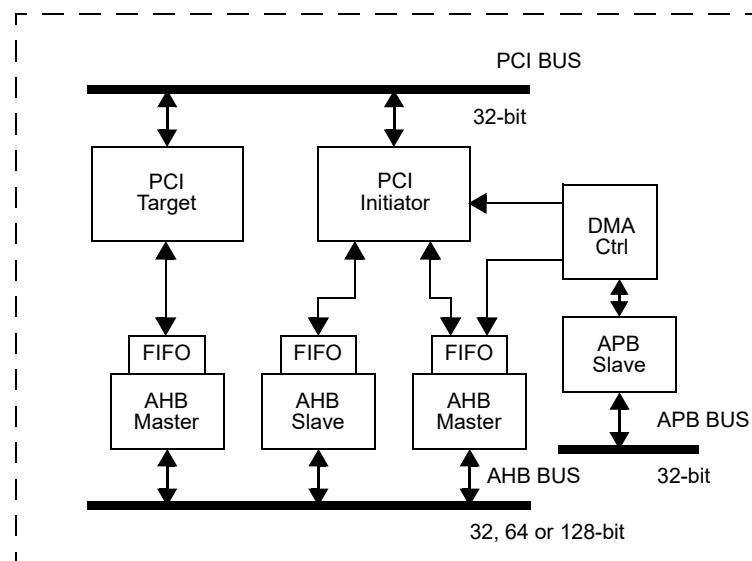 PCI BUS
32-bit
PCI
Target
PCI
Initiator
DMA
Ctrl
FIFO
FIFO
FIFO
APB
Slave
AHB
Master
AHB
Slave
AHB
Master
APB BUS
AHB BUS
32-bit
32, 64 or 128-bit